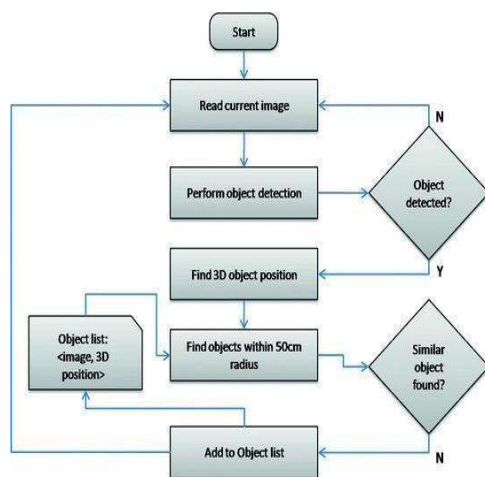 Start
Read current image
N
Perform object detection
Object
detected?
Find 3D object position
Y
Object list:
<image, 3D
position>
Find objects within 50cm
radius
Similar
object
found?
Add to Object list
N